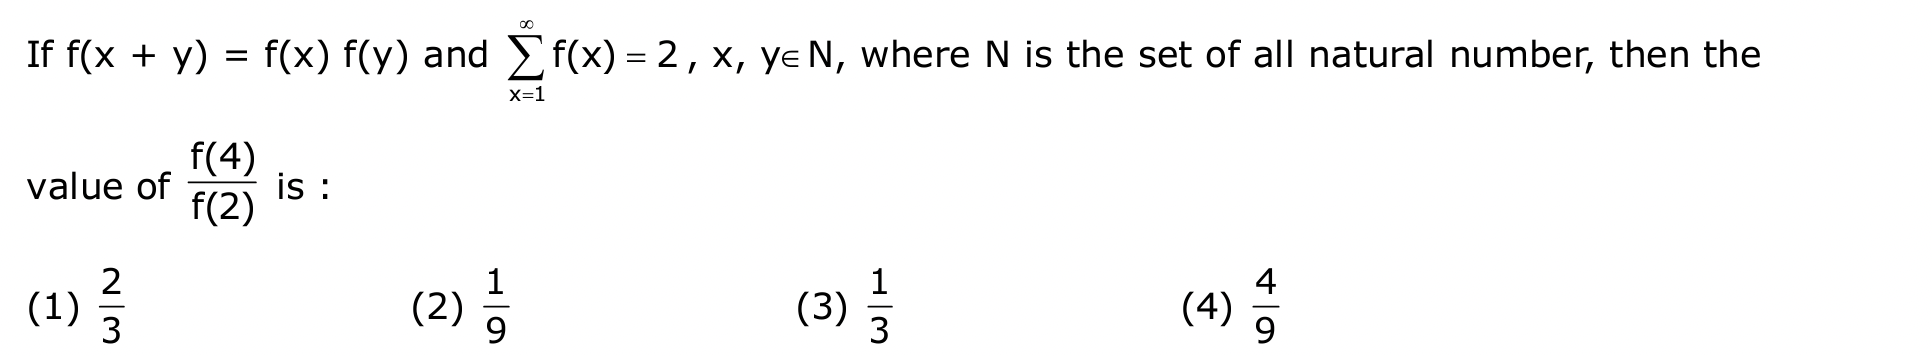 If f(x + y) = f(x) f(y) and ∞∑x=1 f(x) = 2 , x, y∈ N, where N is the set of all natural number, then the
value of f(4)/f(2) is :
(1) 2/3 (2) 1/9 (3) 1/3 (4) 4/9